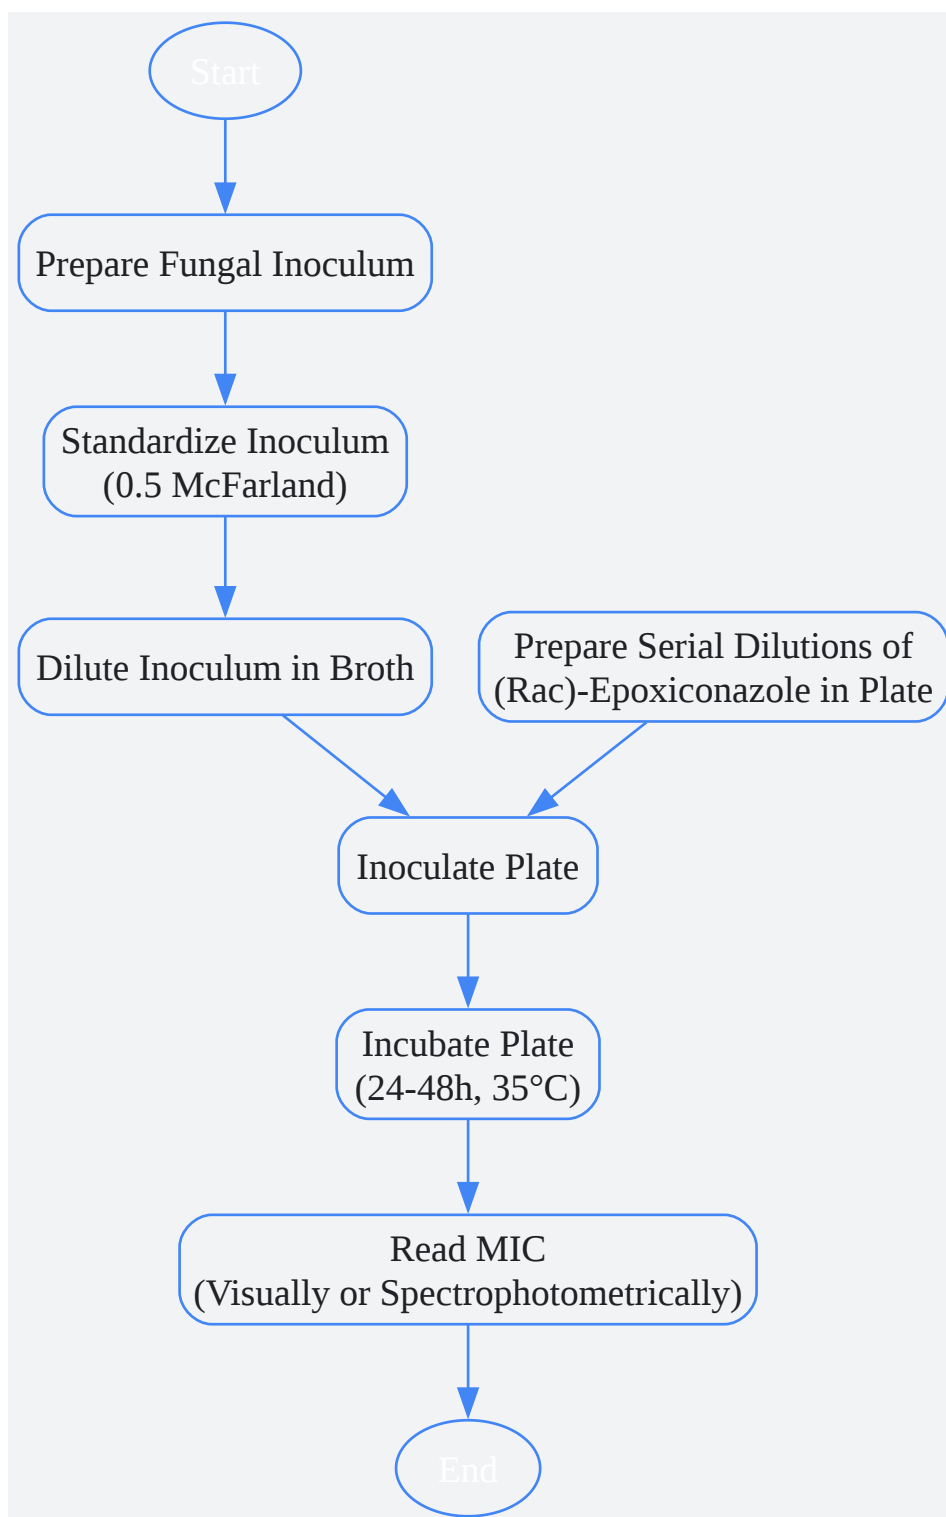 Start
Prepare Fungal Inoculum
Standardize Inoculum
(0.5 McFarland)
Dilute Inoculum in Broth
Prepare Serial Dilutions of
(Rac)-Epoxiconazole in Plate
Inoculate Plate
Incubate Plate
(24-48h, 35°C)
Read MIC
(Visually or Spectrophotometrically)
End